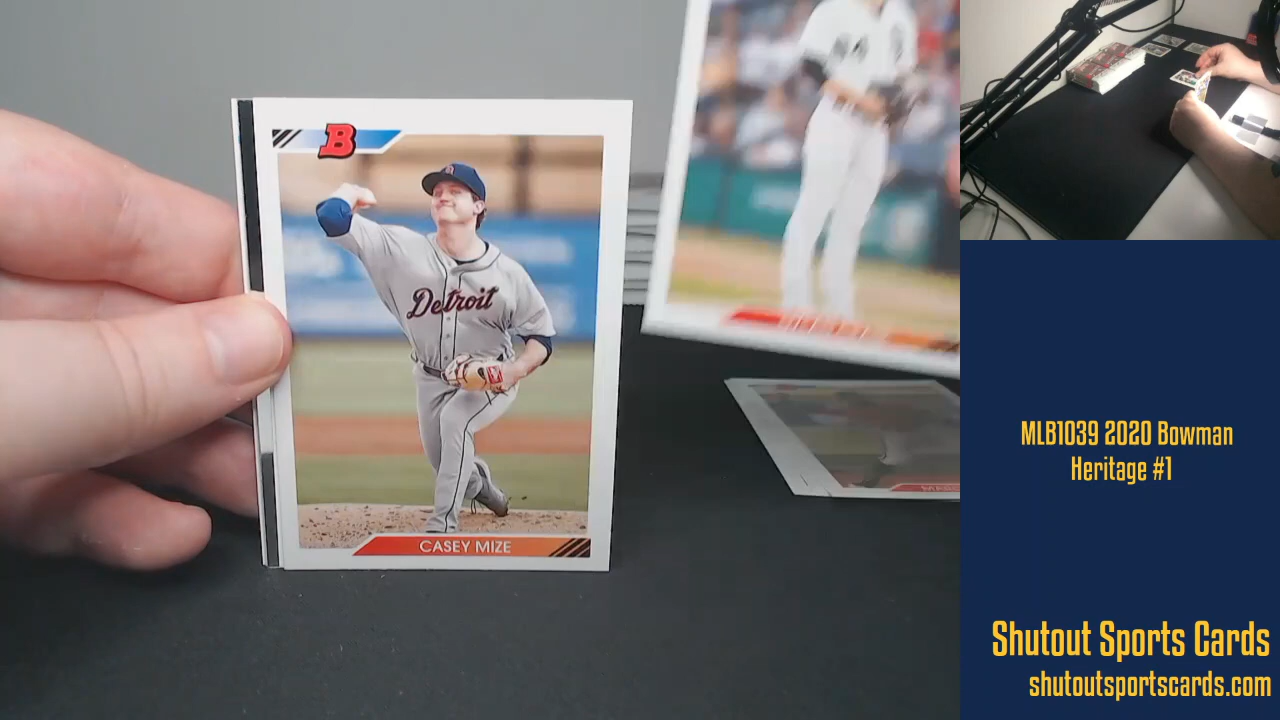 B
Detroit
CASEY MIZE
MLB1039 2020 Bowman
Heritage #1
Shutout Sports Cards
shutoutsportscards.com